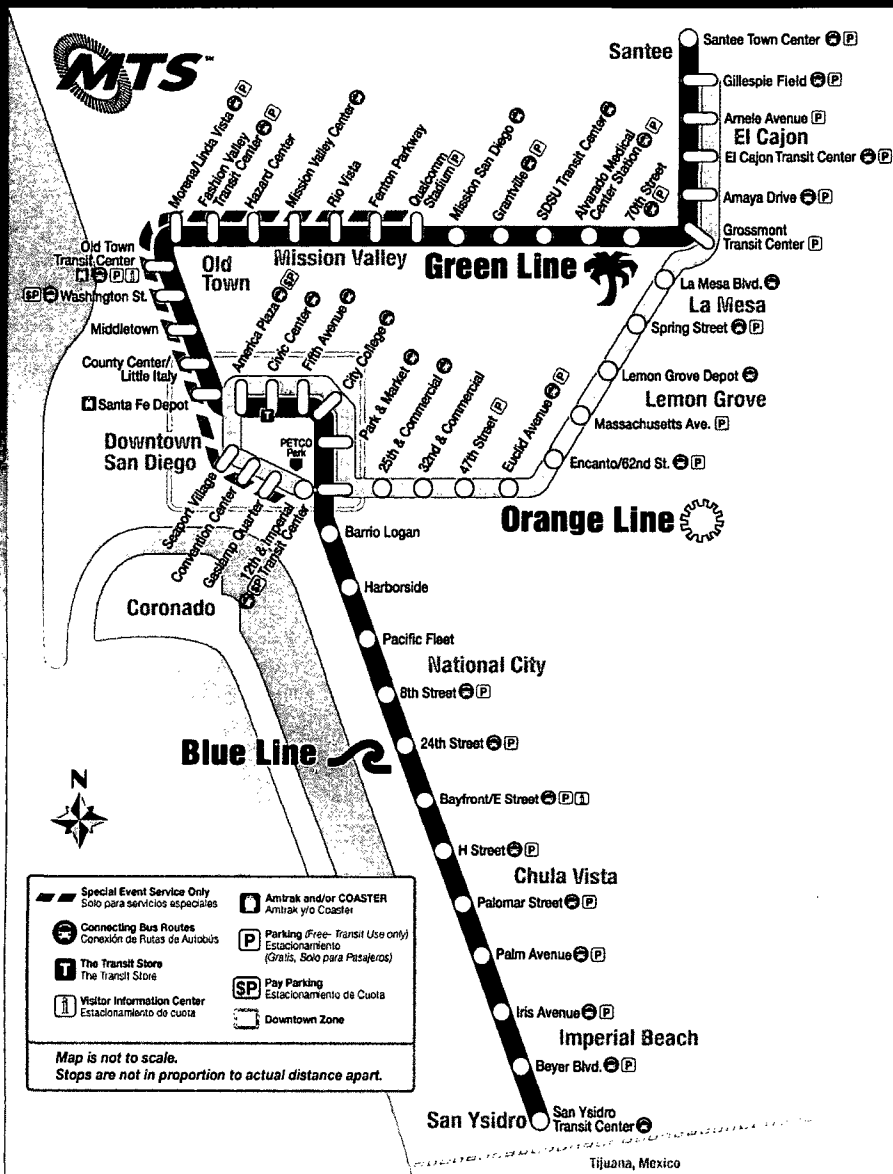 MTS
Santee
Santee Town Center P
Gillespie Field P
Arnele Avenue P
El Cajon
El Cajon Transit Center P
Amaya Drive P
Grossmont
Transit Center P
Morena/Linda Vista P
Fashion Valley
Transit Center P
Hazard Center
Mission Valley Center
Rio Vista
Fenton Parkway
Qualcomm
Stadium P
Mission San Diego
Grantville P
SDSU Transit Center
Alvarado Medical
Center Station P
70th Street
P
Old Town
Transit Center
P i
Old
Town
Mission Valley
Green Line
$P Washington St.
Middletown
County Center/
Little Italy
Santa Fe Depot
America Plaza $P
Civic Center
Fifth Avenue
City College
T
Park & Market
PETCO
Park
Downtown
San Diego
La Mesa Blvd.
La Mesa
Spring Street P
Lemon Grove Depot
Lemon Grove
Massachusetts Ave. P
Encanto/62nd St. P
25th & Commercial
32nd & Commercial
47th Street P
Euclid Avenue P
Orange Line
Seaport Village
Convention Center
Gaslamp Quarter
12th & Imperial
$P Transit Center
Coronado
Barrio Logan
Harborside
Pacific Fleet
National City
8th Street P
Blue Line
24th Street P
Bayfront/E Street P i
H Street P
Chula Vista
Palomar Street P
Palm Avenue P
Iris Avenue P
Imperial Beach
Beyer Blvd. P
San Ysidro
San Ysidro
Transit Center
Tijuana, Mexico
N
Special Event Service Only
Solo para servicios especiales
Connecting Bus Routes
Conexión de Rutas de Autobús
T The Transit Store
The Transit Store
i Visitor Information Center
Estacionamiento de cuota
Amtrak and/or COASTER
Amtrak y/o Coaster
P Parking (Free- Transit Use only)
Estacionamiento
(Gratis, Solo para Pasajeros)
$P Pay Parking
Estacionamiento de Cuota
Downtown Zone
Map is not to scale.
Stops are not in proportion to actual distance apart.